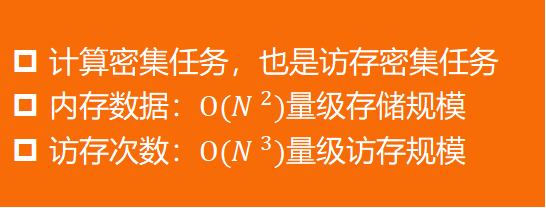 计算密集任务，也是访存密集任务
内存数据：O(N ²)量级存储规模
访存次数：O(N ³)量级访存规模